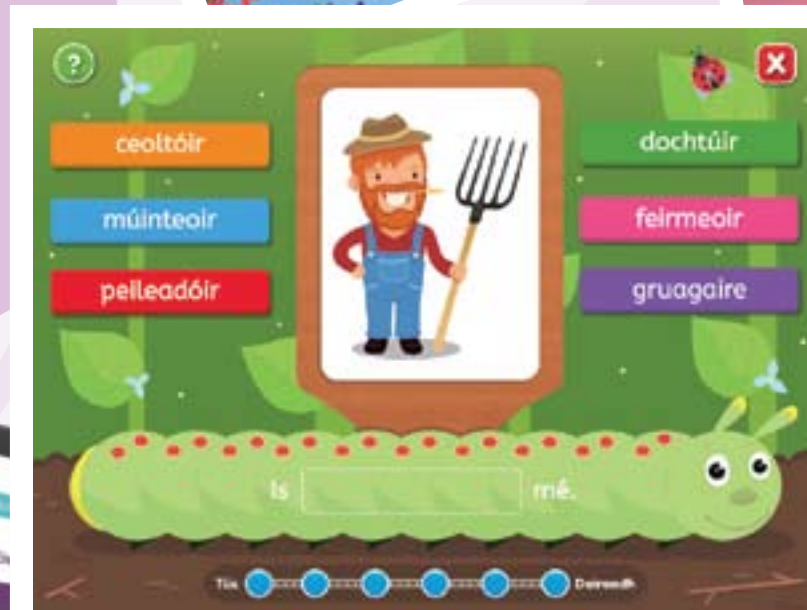 ?
ceoltóir
múinteoir
peileadóir
dochtúir
feirmeoir
gruagaire
Is mé.
Tús
Deireadh